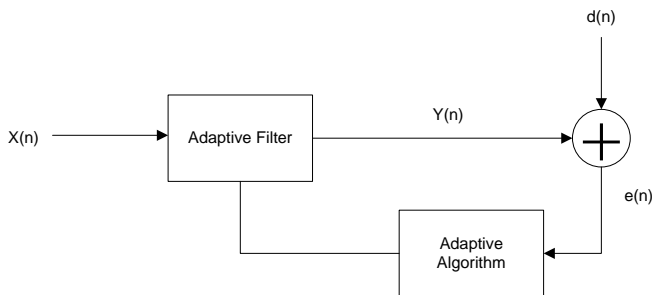 d(n)
Y(n)
X(n)
Adaptive Filter
e(n)
Adaptive
Algorithm